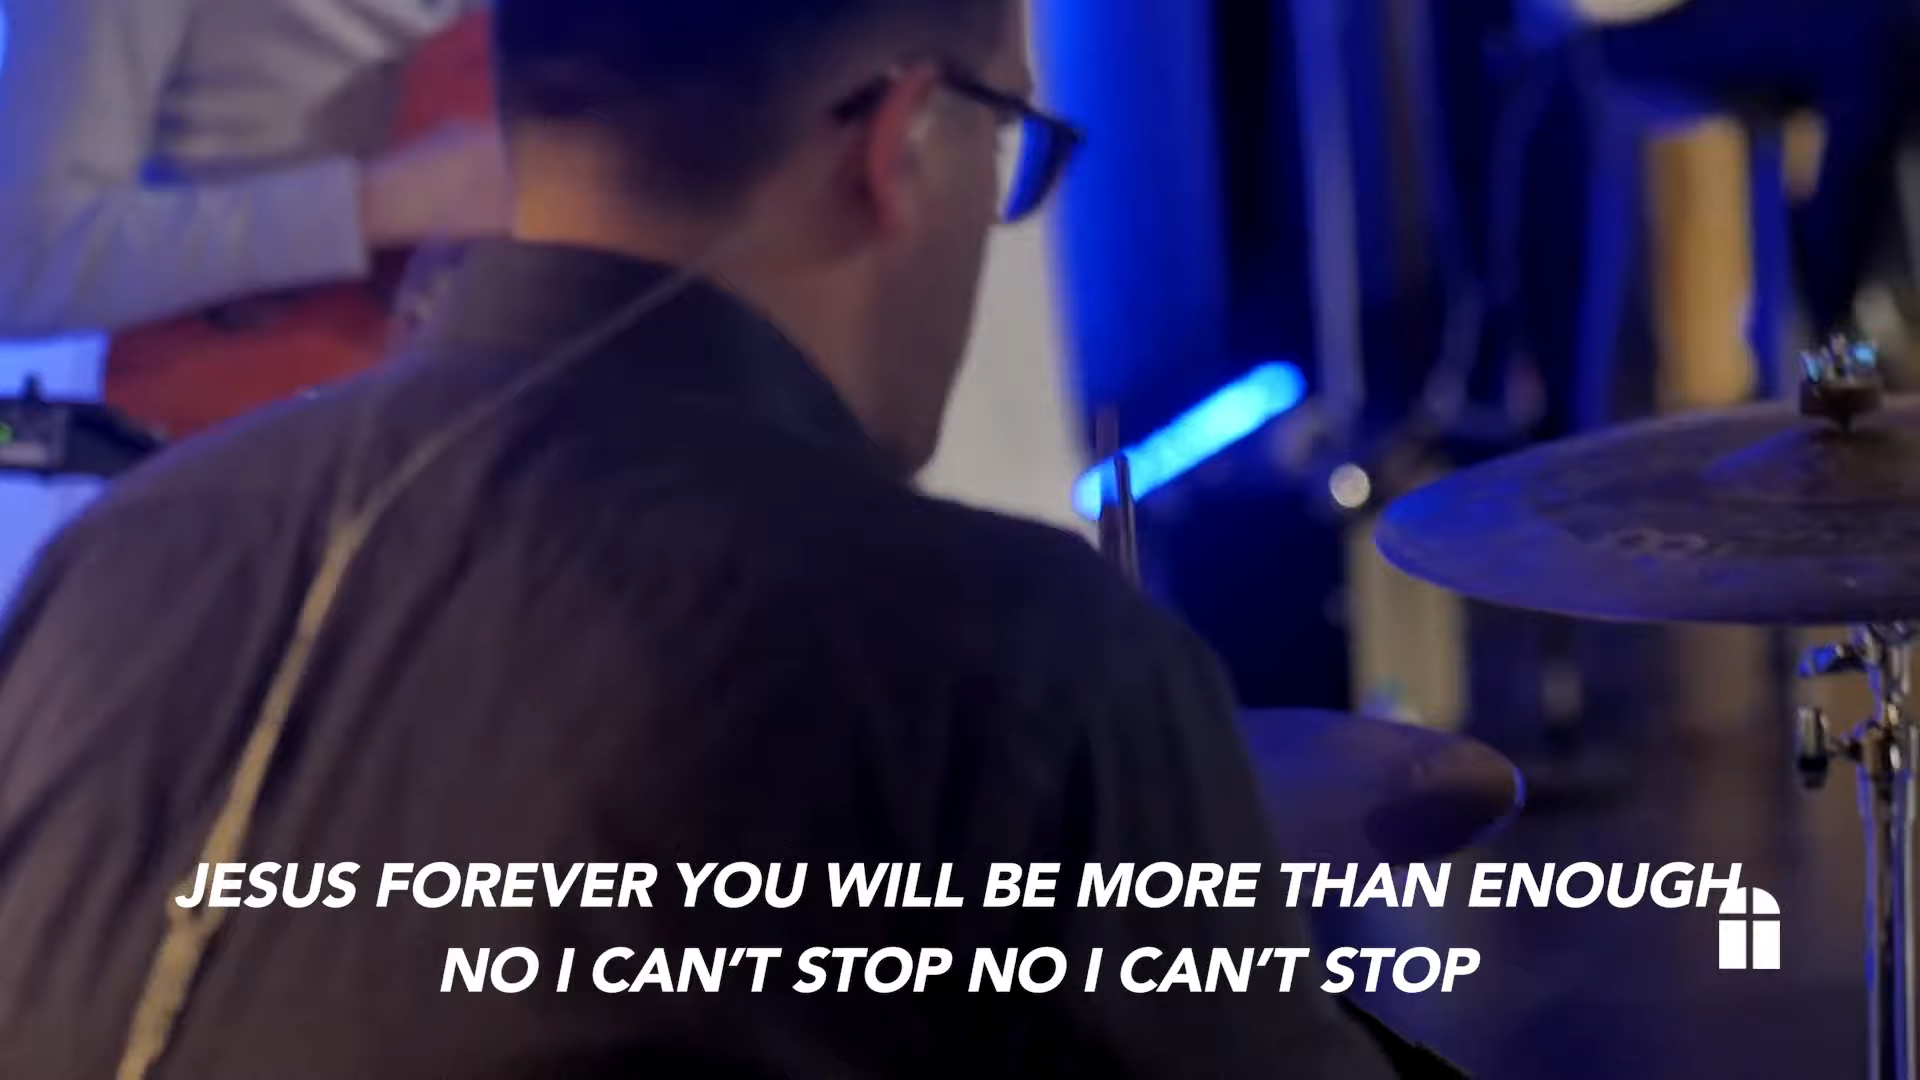 JESUS FOREVER YOU WILL BE MORE THAN ENOUGH
NO I CAN'T STOP NO I CAN'T STOP